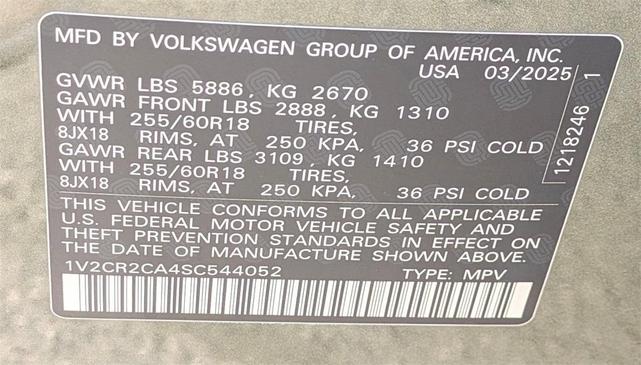 MFD BY VOLKSWAGEN GROUP OF AMERICA, INC.
USA 03/2025
GVWR LBS 5886, KG 2670
GAWR FRONT LBS 2888, KG 1310
WITH 255/60R18 TIRES,
8JX18 RIMS, AT 250 KPA, 36 PSI COLD
GAWR REAR LBS 3109, KG 1410
WITH 255/60R18 TIRES,
8JX18 RIMS, AT 250 KPA, 36 PSI COLD
THIS VEHICLE CONFORMS TO ALL APPLICABLE
U.S. FEDERAL MOTOR VEHICLE SAFETY AND
THEFT PREVENTION STANDARDS IN EFFECT ON
THE DATE OF MANUFACTURE SHOWN ABOVE.
1V2CR2CA4SC544052 TYPE: MPV
1218246 1